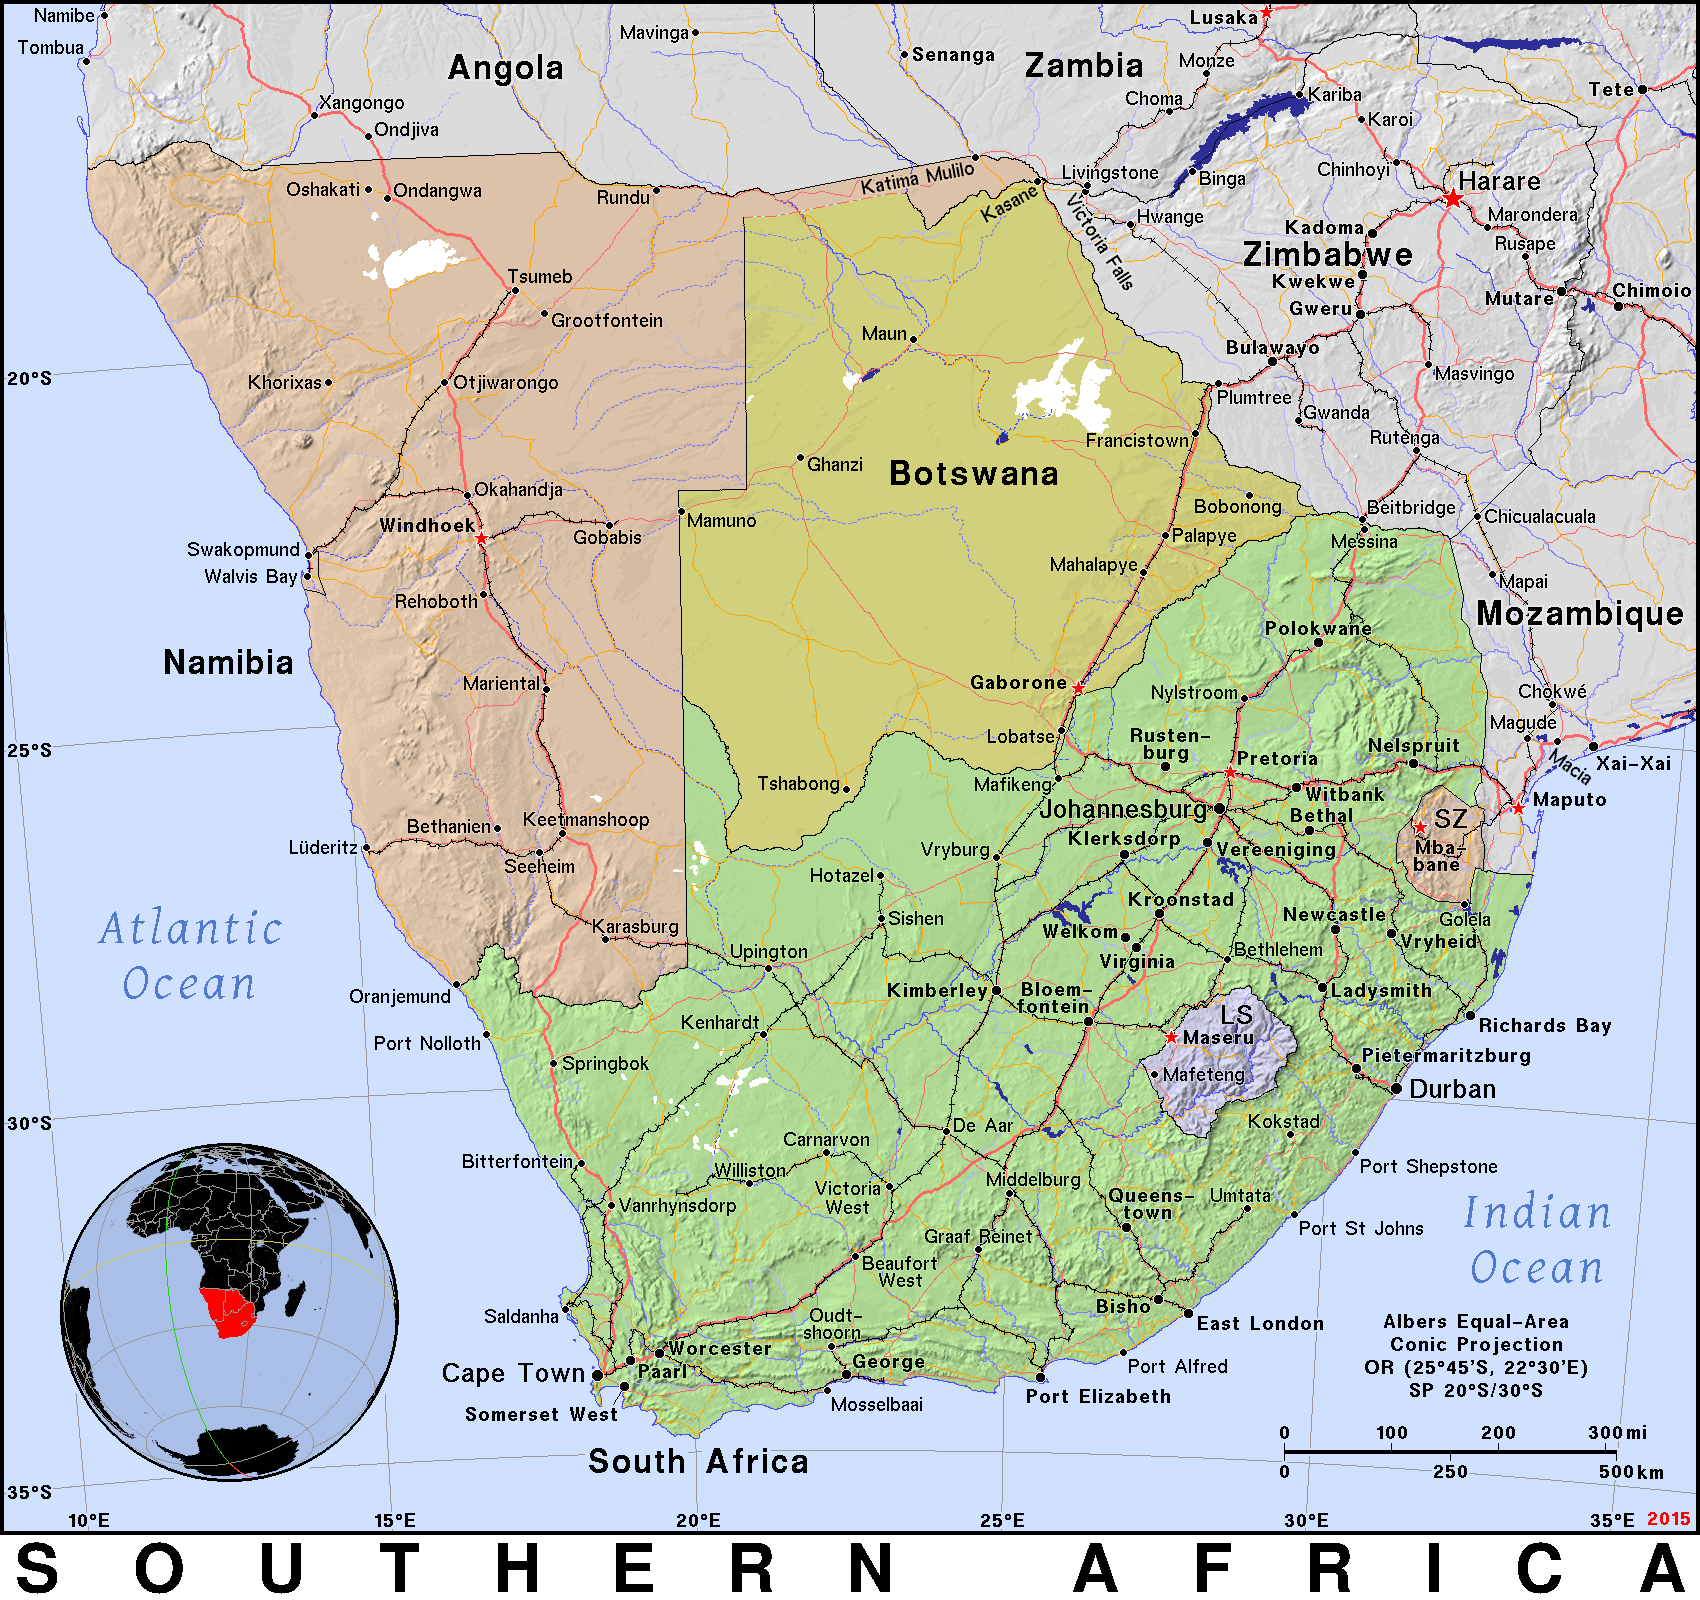 Namibe
Tombua
Mavinga
Senanga
Lusaka
Angola
Zambia
Monze
Choma
Kariba
Karoi
Tete
Xangongo
Ondjiva
Chinhoyi
Livingstone
Binga
Harare
Katima Mulilo
Kasane
Victoria Falls
Hwange
Oshakati
Ondangwa
Rundu
Kadoma
Marondera
Rusape
Zimbabwe
Kwekwe
Mutare
Chimoio
Gweru
Tsumeb
Grootfontein
Maun
Bulawayo
Masvingo
20°S
Khorixas
Otjiwarongo
Plumtree
Gwanda
Francistown
Rutenga
Ghanzi
Botswana
Okahandja
Bobonong
Beitbridge
Chicualacuala
Windhoek
Gobabis
Mamuno
Palapye
Messina
Swakopmund
Walvis Bay
Mahalapye
Mapai
Rehoboth
Mozambique
Polokwane
Namibia
Mariental
Gaborone
Nylstroom
Chokwé
Magude
Lobatse
Rusten-
burg
Nelspruit
25°S
Pretoria
Macia
Xai-Xai
Tshabong
Mafikeng
Witbank
Maputo
Johannesburg
Bethal
SZ
Bethanien
Keetmanshoop
Klerksdorp
Vereeniging
Mba-
bane
Lüderitz
Seeheim
Vryburg
Hotazel
Kroonstad
Newcastle
Golela
Sishen
Karasburg
Welkom
Vryheid
Atlantic
Ocean
Upington
Virginia
Bethlehem
Oranjemund
Kimberley
Bloem-
fontein
Ladysmith
LS
Maseru
Richards Bay
Port Nolloth
Kenhardt
Springbok
Mafeteng
Pietermaritzburg
Durban
30°S
De Aar
Kokstad
Carnarvon
Bitterfontein
Williston
Port Shepstone
Victoria
West
Middelburg
Vanrhynsdorp
Queens-
town
Umtata
Port St Johns
Indian
Ocean
Graaf Reinet
Beaufort
West
Saldanha
Bisho
East London
Oudt-
shoorn
Worcester
George
Cape Town
Paarl
Port Alfred
Port Elizabeth
Somerset West
Mosselbaai
South Africa
Albers Equal-Area
Conic Projection
OR (25°45'S, 22°30'E)
SP 20°S/30°S
0 100 200 300 mi
0 250 500 km
35°S
10°E 15°E 20°E 25°E 30°E 35°E 2015
SOUTHERN AFRICA